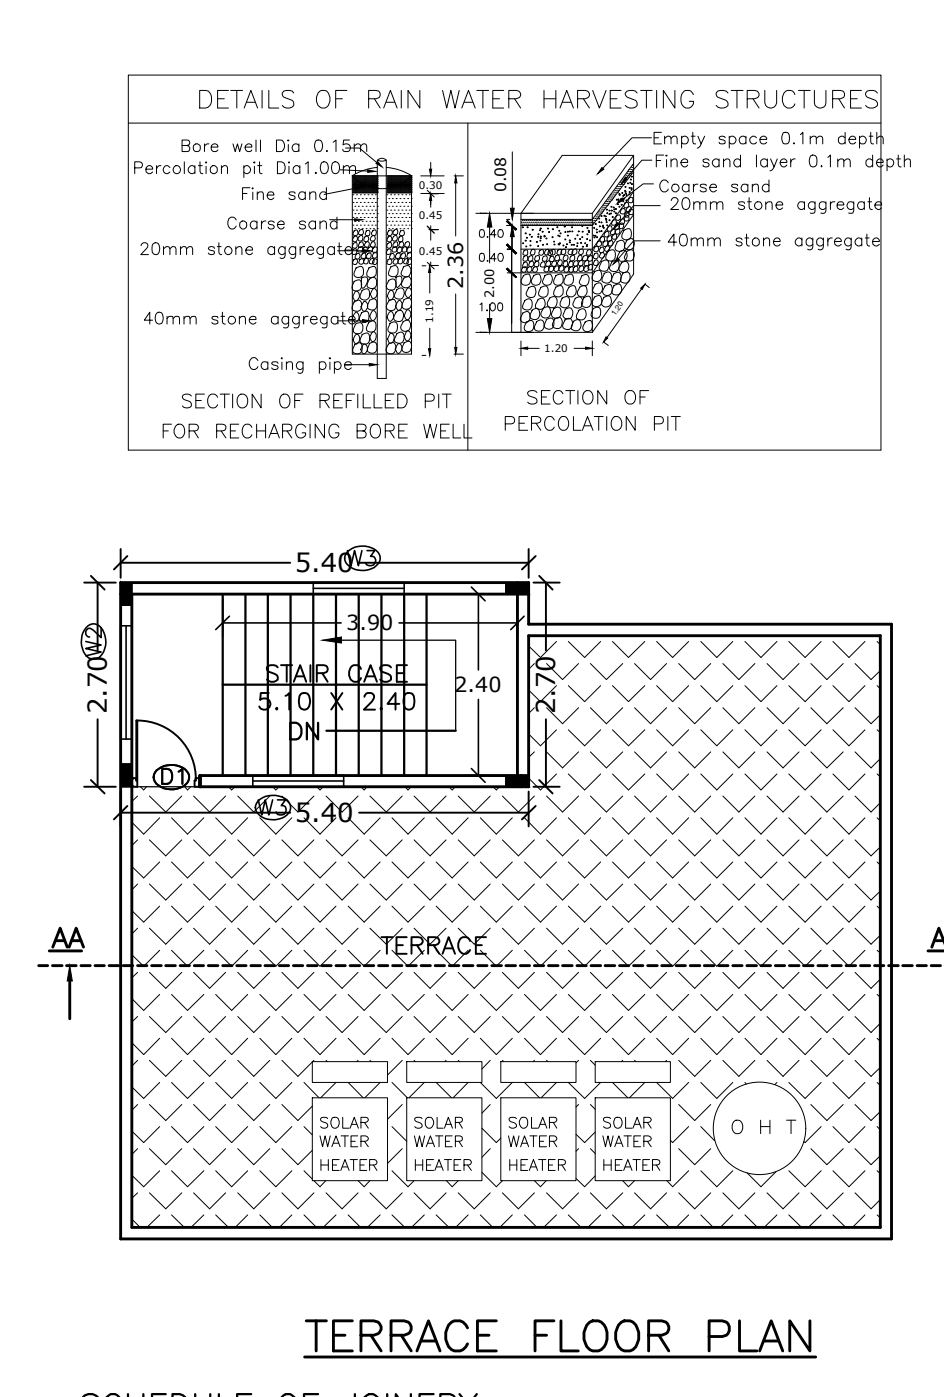 DETAILS OF RAIN WATER HARVESTING STRUCTURES
Bore well Dia 0.15m
Percolation pit Dia1.00m
Fine sand
Coarse sand
20mm stone aggregate
40mm stone aggregate
Casing pipe
0.30
0.45
0.45
1.19
2.36
SECTION OF REFILLED PIT
FOR RECHARGING BORE WELL
Empty space 0.1m depth
Fine sand layer 0.1m depth
Coarse sand
20mm stone aggregate
40mm stone aggregate
0.08
0.40
0.40
2.00
1.00
1.20
1.20
SECTION OF
PERCOLATION PIT
5.40
W3
W2
2.70
3.90
STAIR CASE
5.10 X 2.40
DN
2.40
2.70
D1
W3
5.40
AA
A
TERRACE
SOLAR
WATER
HEATER
SOLAR
WATER
HEATER
SOLAR
WATER
HEATER
SOLAR
WATER
HEATER
O H T
TERRACE FLOOR PLAN
SCHEDULE OF JOINERY